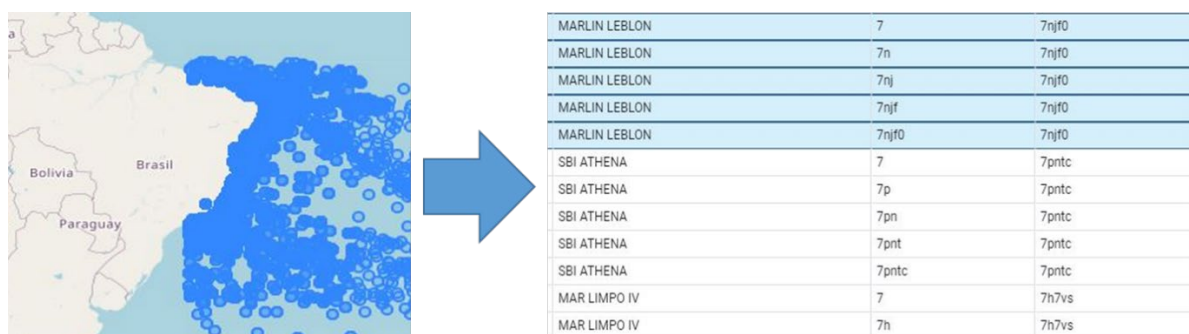 a
Brasil
Bolivia
Paraguay
MARLIN LEBLON 7 7njf0
MARLIN LEBLON 7n 7njf0
MARLIN LEBLON 7nj 7njf0
MARLIN LEBLON 7njf 7njf0
MARLIN LEBLON 7njf0 7njf0
SBI ATHENA 7 7pntc
SBI ATHENA 7p 7pntc
SBI ATHENA 7pn 7pntc
SBI ATHENA 7pnt 7pntc
SBI ATHENA 7pntc 7pntc
MAR LIMPO IV 7 7h7vs
MAR LIMPO IV 7h 7h7vs